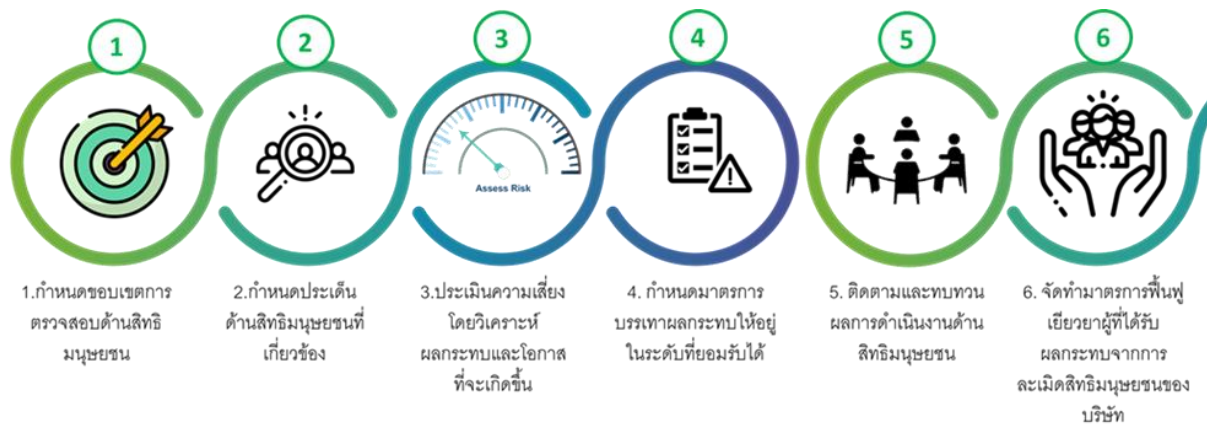 1
2
3
4
5
6
Assess Risk
1.กำหนดขอบเขตการ
ตรวจสอบด้านสิทธิ
มนุษยชน
2.กำหนดประเด็น
ด้านสิทธิมนุษยชนที่
เกี่ยวข้อง
3.ประเมินความเสี่ยง
โดยวิเคราะห์
ผลกระทบและโอกาส
ที่จะเกิดขึ้น
4. กำหนดมาตรการ
บรรเทาผลกระทบให้อยู่
ในระดับที่ยอมรับได้
5. ติดตามและทบทวน
ผลการดำเนินงานด้าน
สิทธิมนุษยชน
6. จัดทำมาตรการฟื้นฟู
เยียวยาผู้ที่ได้รับ
ผลกระทบจากการ
ละเมิดสิทธิมนุษยชนของ
บริษัท